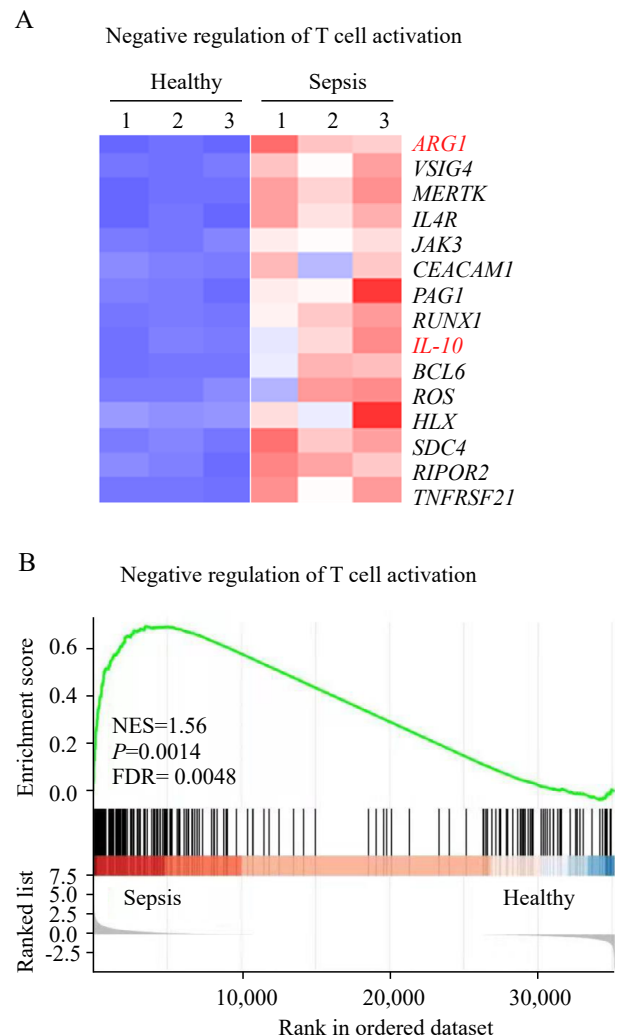 A
Negative regulation of T cell activation
Healthy Sepsis
1 2 3 1 2 3
ARG1
VSIG4
MERTK
IL4R
JAK3
CEACAM1
PAG1
RUNX1
IL-10
BCL6
ROS
HLX
SDC4
RIPOR2
TNFRSF21
B
Negative regulation of T cell activation
Enrichment score
0.6
0.4
0.2
0.0
NES=1.56
P=0.0014
FDR= 0.0048
Ranked list
7.5
5.0
2.5
0.0
-2.5
Sepsis Healthy
10,000 20,000 30,000
Rank in ordered dataset